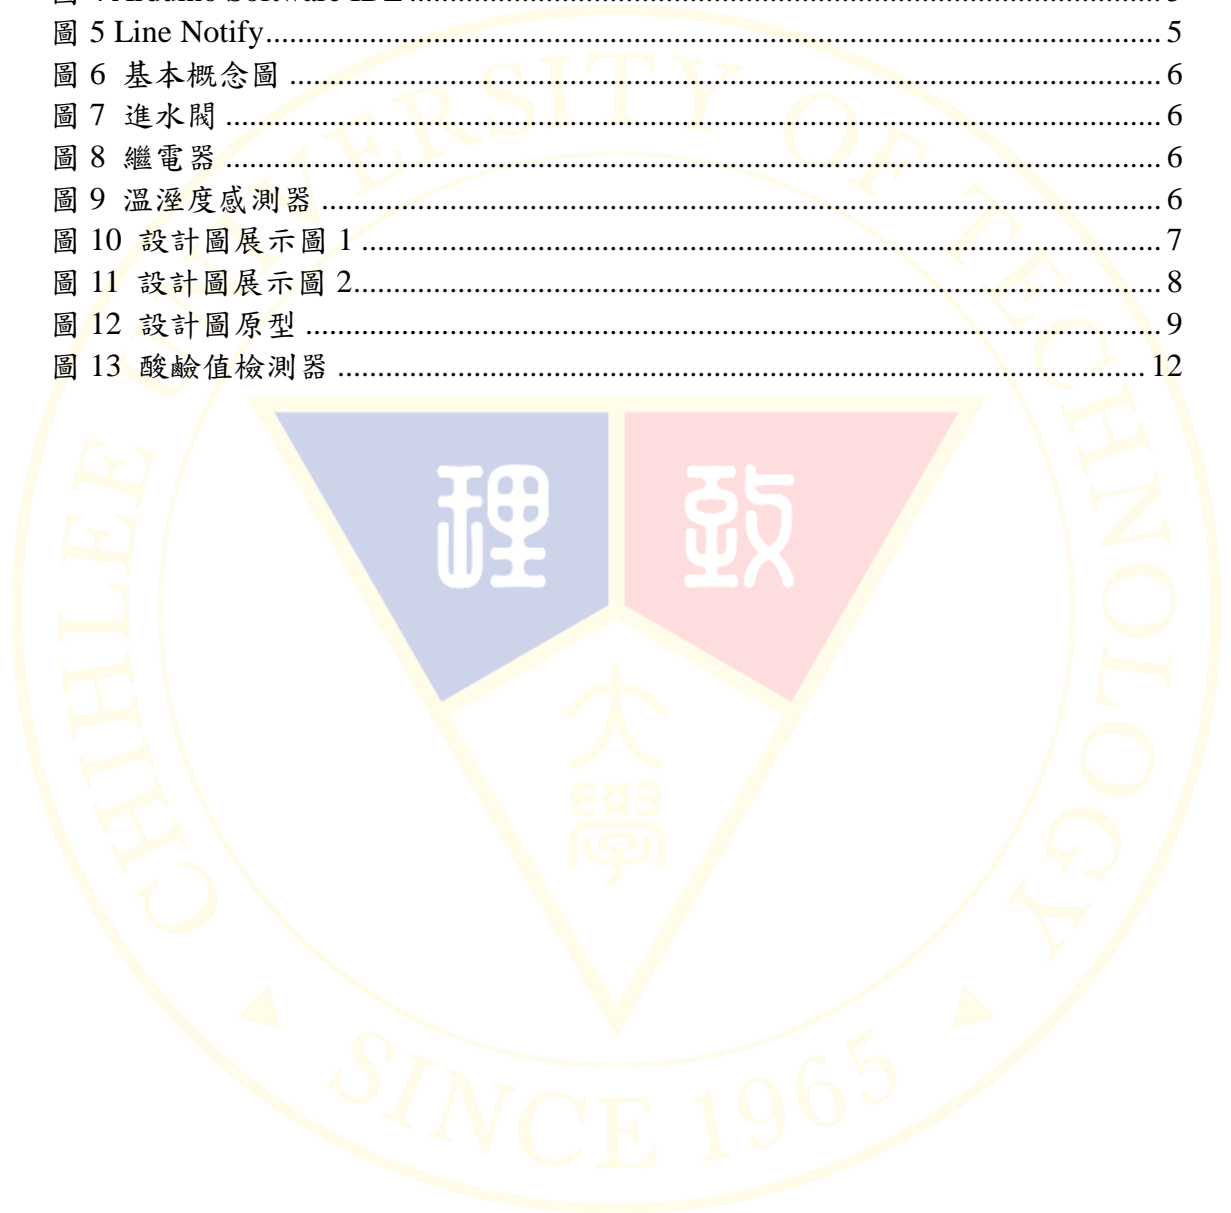 圖 5 Line Notify.......... 5
圖 6 基本概念圖.......... 6
圖 7 進水閥.......... 6
圖 8 繼電器.......... 6
圖 9 溫溼度感測器.......... 6
圖 10 設計圖展示圖 1.......... 7
圖 11 設計圖展示圖 2.......... 8
圖 12 設計圖原型.......... 9
圖 13 酸鹼值檢測器.......... 12
CHIHLEE UNIVERSITY OF TECHNOLOGY
理 致
大
學
SINCE 1965